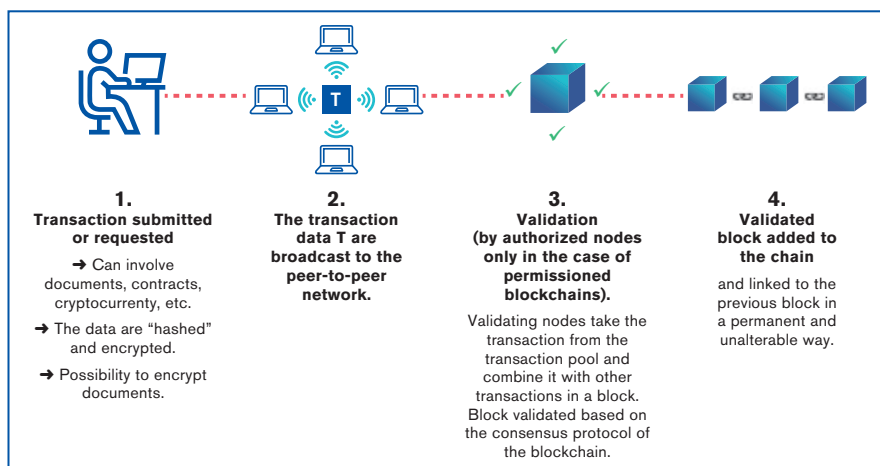 T
1.
Transaction submitted
or requested
➜ Can involve
documents, contracts,
cryptocurrenty, etc.
➜ The data are “hashed”
and encrypted.
➜ Possibility to encrypt
documents.
2.
The transaction
data T are
broadcast to the
peer-to-peer
network.
3.
Validation
(by authorized nodes
only in the case of
permissioned
blockchains).
Validating nodes take the
transaction from the
transaction pool and
combine it with other
transactions in a block.
Block validated based on
the consensus protocol of
the blockchain.
4.
Validated
block added to
the chain
and linked to the
previous block in
a permanent and
unalterable way.